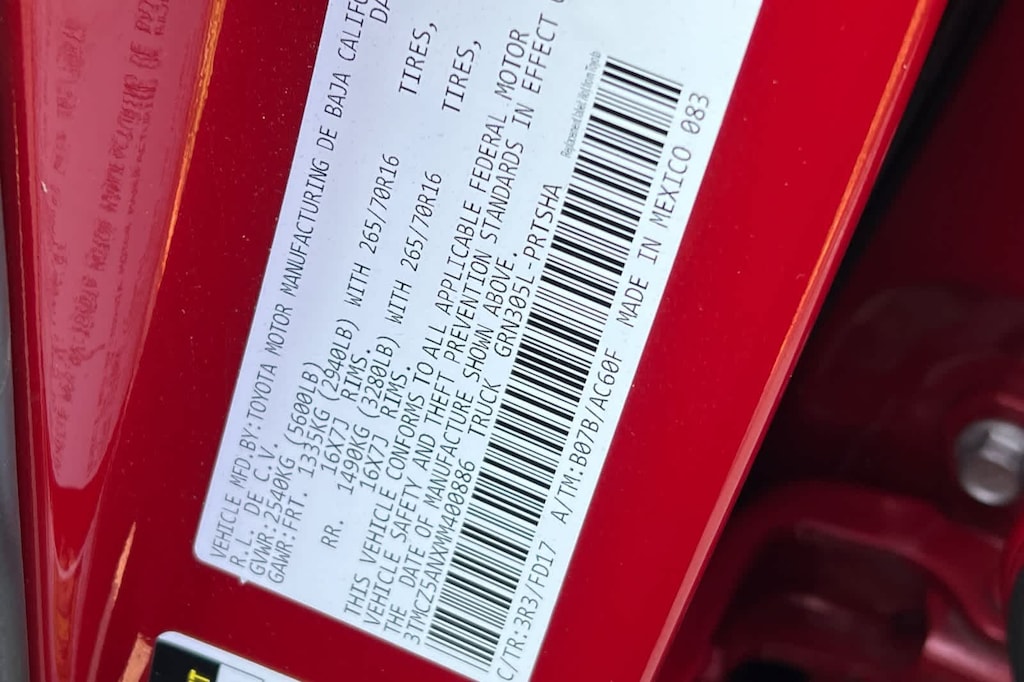 VEHICLE MFD.BY:TOYOTA MOTOR MANUFACTURING DE BAJA CALIFO
R.L. DE C.V. DA
GVWR:2540KG (5600LB)
GAWR:FRT. 1335KG (2940LB) WITH 265/70R16 TIRES,
16X7J RIMS.
RR. 1490KG (3280LB) WITH 265/70R16 TIRES,
16X7J RIMS.
THIS VEHICLE CONFORMS TO ALL APPLICABLE FEDERAL MOTOR
VEHICLE SAFETY AND THEFT PREVENTION STANDARDS IN EFFECT
THE DATE OF MANUFACTURE SHOWN ABOVE.
3TMCZ5ANXMM400886 TRUCK GRN305L-PRTSHA
C/TR:3R3/FD17 A/TM:B07B/AC60F MADE IN MEXICO 083